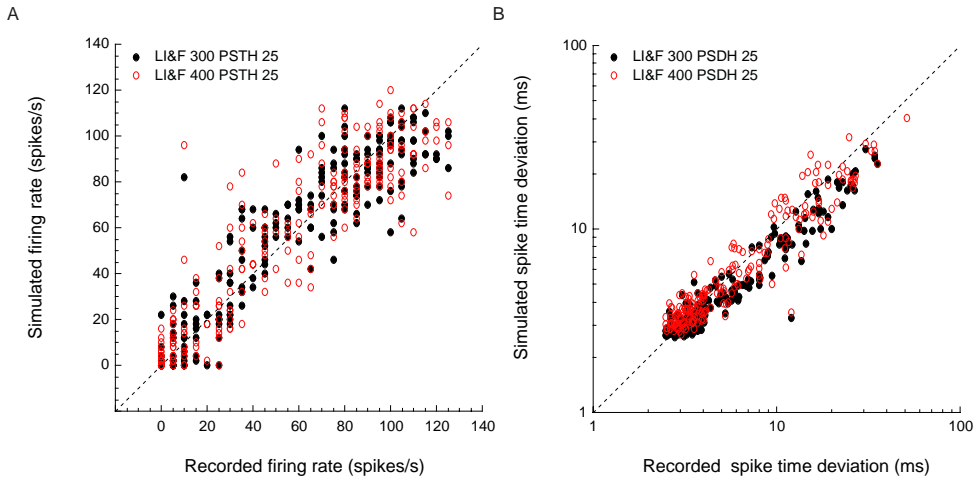 A
B
140
120
100
80
60
40
20
0
Simulated firing rate (spikes/s)
LI&F 300 PSTH 25
LI&F 400 PSTH 25
0 20 40 60 80 100 120 140
Recorded firing rate (spikes/s)
100
10
1
Simulated spike time deviation (ms)
LI&F 300 PSDH 25
LI&F 400 PSDH 25
1 10 100
Recorded spike time deviation (ms)